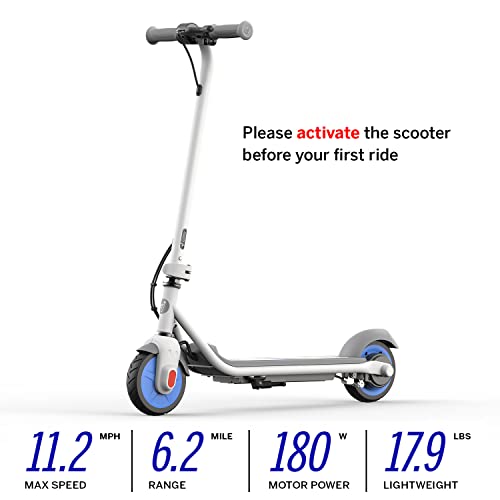 Please activate the scooter
before your first ride
11.2 MPH
MAX SPEED
6.2 MILE
RANGE
180 W
MOTOR POWER
17.9 LBS
LIGHTWEIGHT